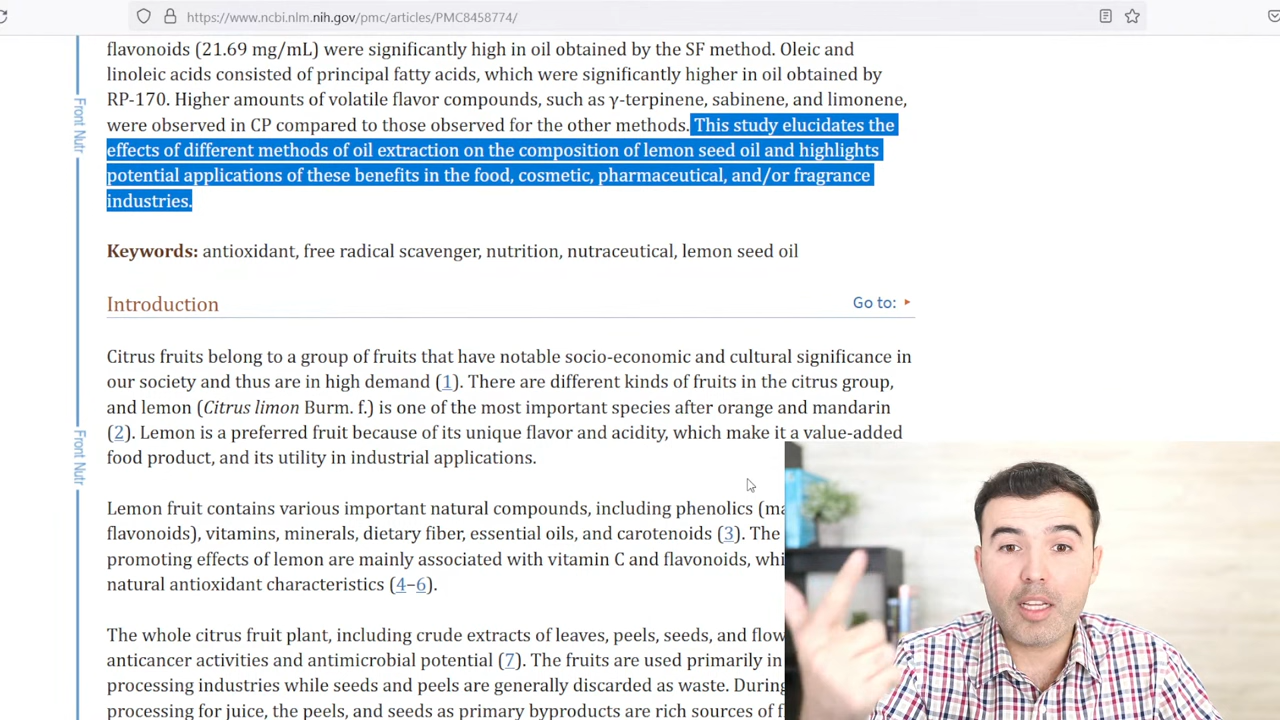 https://www.ncbi.nlm.nih.gov/pmc/articles/PMC8458774/
flavonoids (21.69 mg/mL) were significantly high in oil obtained by the SF method. Oleic and
linoleic acids consisted of principal fatty acids, which were significantly higher in oil obtained by
RP-170. Higher amounts of volatile flavor compounds, such as γ-terpinene, sabinene, and limonene,
were observed in CP compared to those observed for the other methods. This study elucidates the
effects of different methods of oil extraction on the composition of lemon seed oil and highlights
potential applications of these benefits in the food, cosmetic, pharmaceutical, and/or fragrance
industries.
Front Nutr
Keywords: antioxidant, free radical scavenger, nutrition, nutraceutical, lemon seed oil
Introduction
Go to:
Citrus fruits belong to a group of fruits that have notable socio-economic and cultural significance in
our society and thus are in high demand (1). There are different kinds of fruits in the citrus group,
and lemon (Citrus limon Burm. f.) is one of the most important species after orange and mandarin
(2). Lemon is a preferred fruit because of its unique flavor and acidity, which make it a value-added
food product, and its utility in industrial applications.
Front Nutr
Lemon fruit contains various important natural compounds, including phenolics (ma
flavonoids), vitamins, minerals, dietary fiber, essential oils, and carotenoids (3). The
promoting effects of lemon are mainly associated with vitamin C and flavonoids, whi
natural antioxidant characteristics (4–6).
The whole citrus fruit plant, including crude extracts of leaves, peels, seeds, and flow
anticancer activities and antimicrobial potential (7). The fruits are used primarily in
processing industries while seeds and peels are generally discarded as waste. During
processing for juice, the peels, and seeds as primary byproducts are rich sources of f